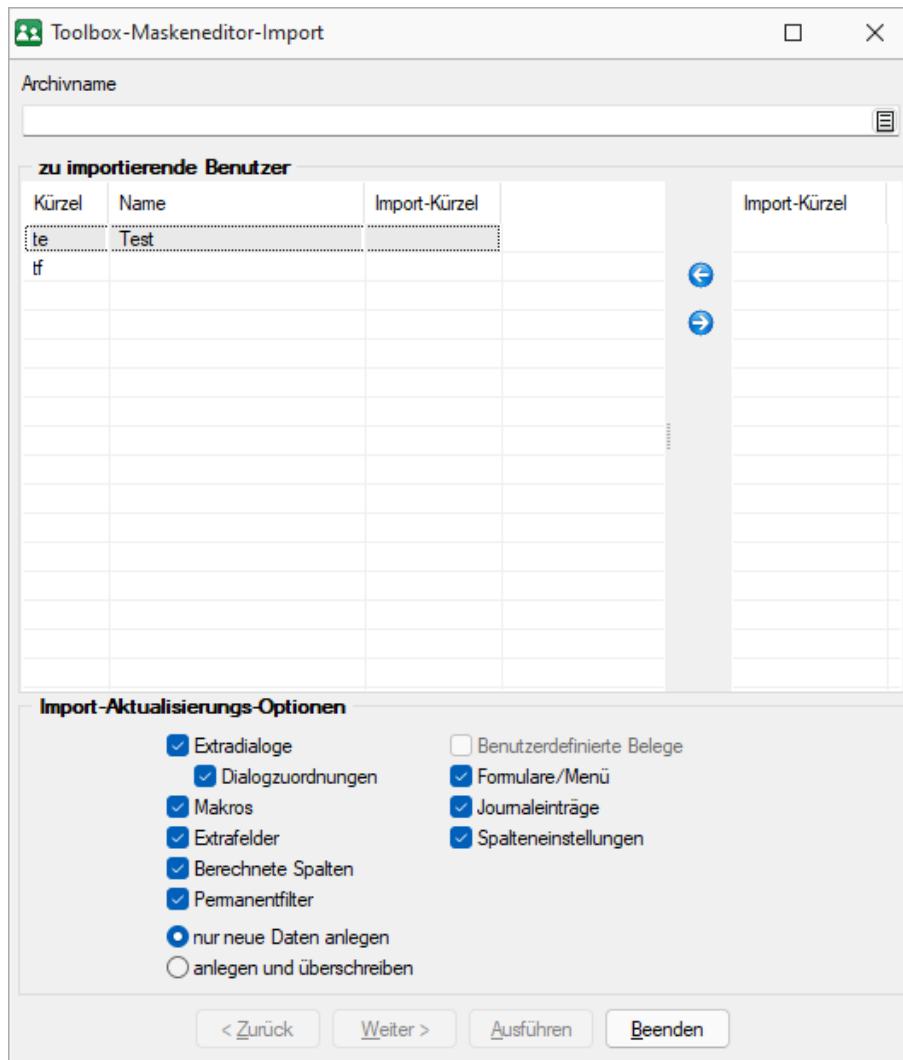 Toolbox-Maskeneditor-Import
Archivname
zu importierende Benutzer
Kürzel Name Import-Kürzel Import-Kürzel
te Test
tf
Import-Aktualisierungs-Optionen
Extradialoge Benutzerdefinierte Belege
Dialogzuordnungen Formulare/Menü
Makros Journaleinträge
Extrafelder Spalteneinstellungen
Berechnete Spalten
Permanentfilter
nur neue Daten anlegen
anlegen und überschreiben
< Zurück Weiter > Ausführen Beenden